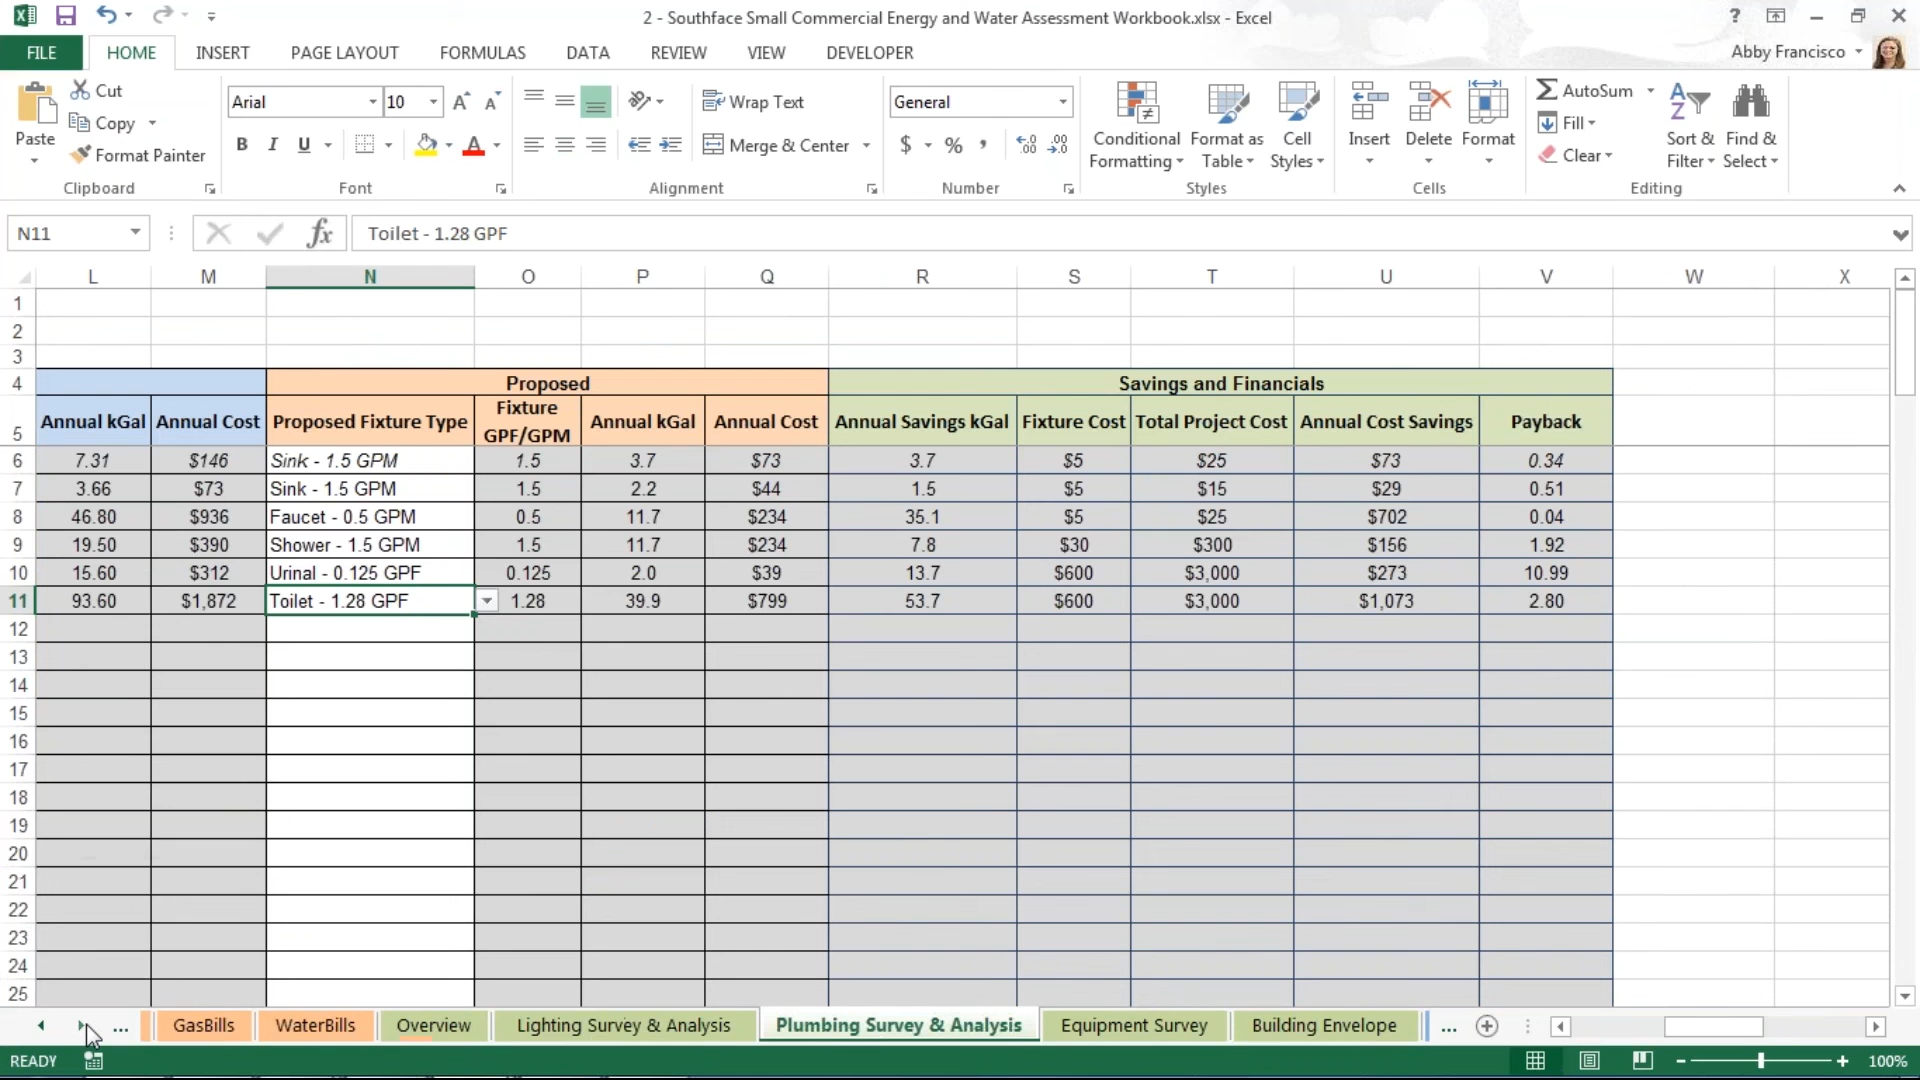 2 - Southface Small Commercial Energy and Water Assessment Workbook.xlsx - Excel
?
FILE HOME INSERT PAGE LAYOUT FORMULAS DATA REVIEW VIEW DEVELOPER Abby Francisco
Paste Cut Copy Format Painter Clipboard
Arial 10 B I U A Font
Wrap Text Merge & Center Alignment
General $ % , .00 .00 Number
Conditional Formatting Format as Table Cell Styles Styles
Insert Delete Format Cells
AutoSum Fill Clear Sort & Filter Find & Select Editing
N11 fx Toilet - 1.28 GPF
L M N O P Q R S T U V W X
1
2
3
4 Proposed Savings and Financials
5 Annual kGal Annual Cost Proposed Fixture Type Fixture GPF/GPM Annual kGal Annual Cost Annual Savings kGal Fixture Cost Total Project Cost Annual Cost Savings Payback
6 7.31 $146 Sink - 1.5 GPM 1.5 3.7 $73 3.7 $5 $25 $73 0.34
7 3.66 $73 Sink - 1.5 GPM 1.5 2.2 $44 1.5 $5 $15 $29 0.51
8 46.80 $936 Faucet - 0.5 GPM 0.5 11.7 $234 35.1 $5 $25 $702 0.04
9 19.50 $390 Shower - 1.5 GPM 1.5 11.7 $234 7.8 $30 $300 $156 1.92
10 15.60 $312 Urinal - 0.125 GPF 0.125 2.0 $39 13.7 $600 $3,000 $273 10.99
11 93.60 $1,872 Toilet - 1.28 GPF 1.28 39.9 $799 53.7 $600 $3,000 $1,073 2.80
12
13
14
15
16
17
18
19
20
21
22
23
24
25
... GasBills WaterBills Overview Lighting Survey & Analysis Plumbing Survey & Analysis Equipment Survey Building Envelope ...
READY 100%